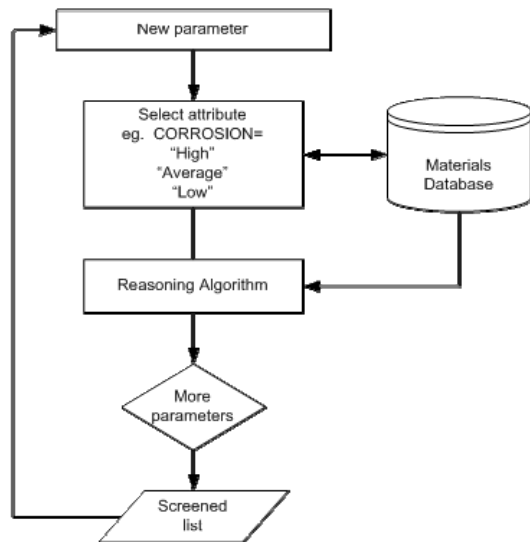 New parameter
Select attribute
eg. CORROSION=
“High”
“Average”
“Low”
Materials
Database
Reasoning Algorithm
More
parameters
Screened
list